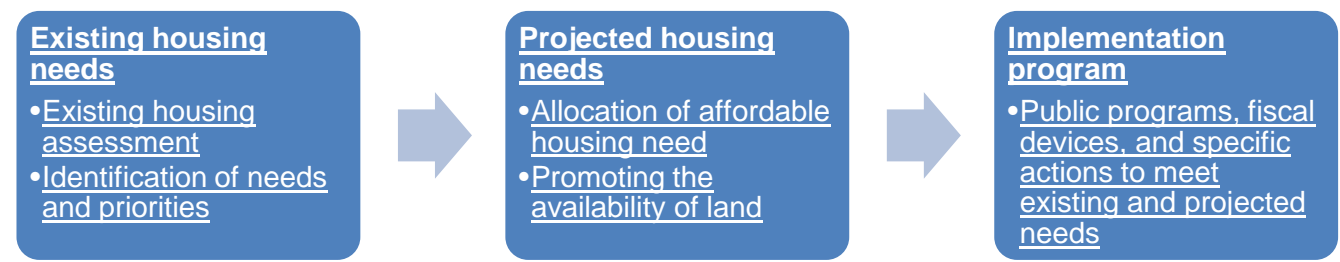 Existing housing
needs
•Existing housing
assessment
•Identification of needs
and priorities
Projected housing
needs
•Allocation of affordable
housing need
•Promoting the
availability of land
Implementation
program
•Public programs, fiscal
devices, and specific
actions to meet
existing and projected
needs